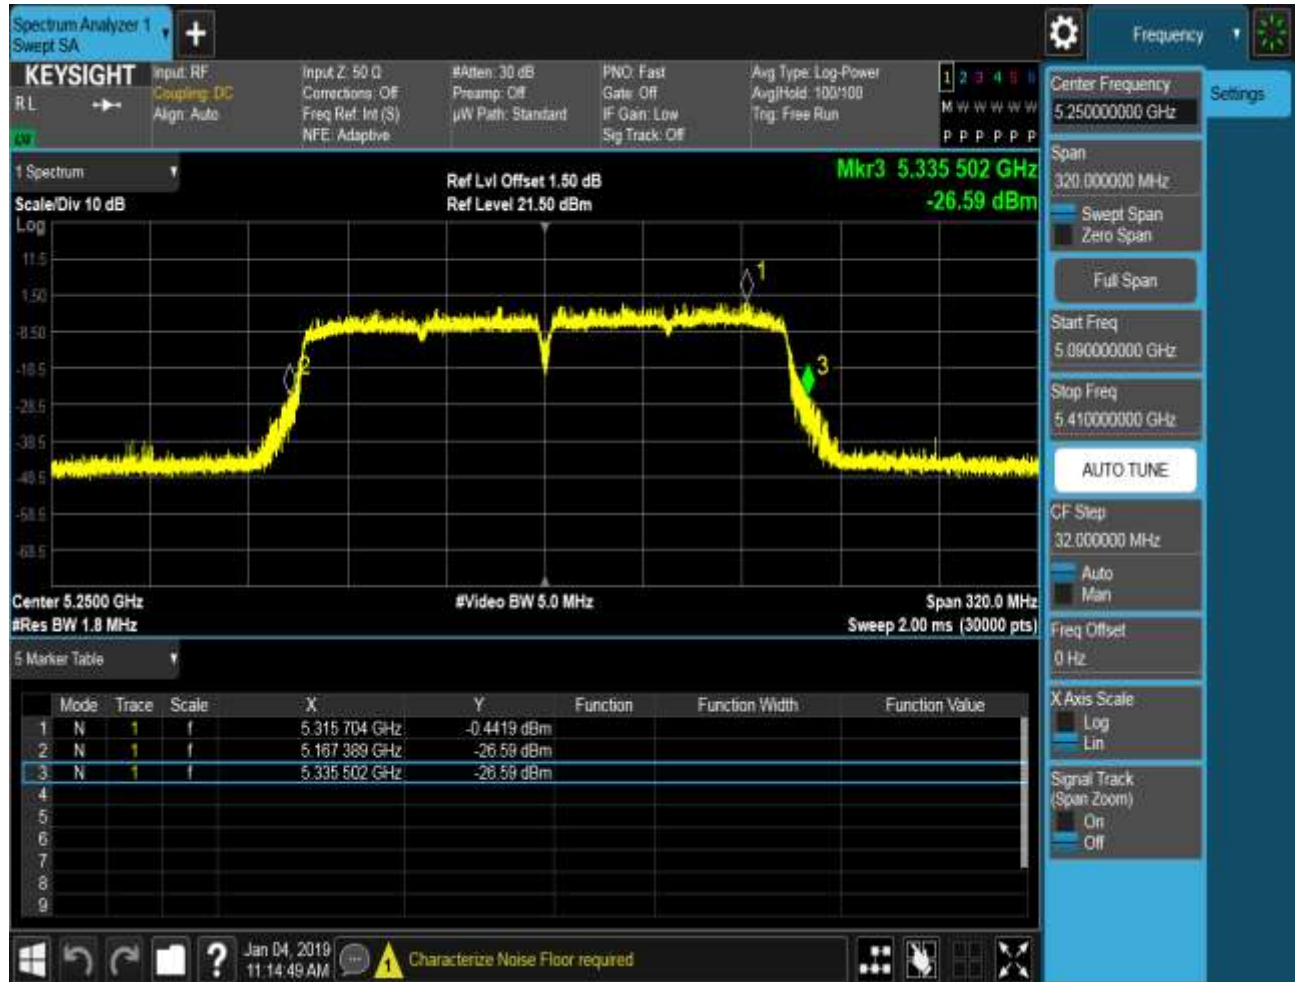 Spectrum Analyzer 1
Swept SA
Frequency
KEYSIGHT
RL
Input: RF
Coupling: DC
Align: Auto
Input Z: 50 Ω
Corrections: Off
Freq Ref: Int (S)
NFE: Adaptive
#Atten: 30 dB
Preamp: Off
µW Path: Standard
PNO: Fast
Gate: Off
IF Gain: Low
Sig Track: Off
Avg Type: Log-Power
Avg|Hold: 100/100
Trig: Free Run
1 2 3 4 5 6
M W W W W W
P P P P P P
1 Spectrum
Scale/Div 10 dB
Ref Lvl Offset 1.50 dB
Ref Level 21.50 dBm
Mkr3 5.335 502 GHz
-26.59 dBm
Log
11.5
1.50
-8.50
-18.5
-28.5
-38.5
-48.5
-58.5
-68.5
1
2
3
Center 5.2500 GHz
#Video BW 5.0 MHz
Span 320.0 MHz
#Res BW 1.8 MHz
Sweep 2.00 ms (30000 pts)
5 Marker Table
Mode Trace Scale X Y Function Function Width Function Value
1 N 1 f 5.315 704 GHz -0.4419 dBm
2 N 1 f 5.167 389 GHz -26.59 dBm
3 N 1 f 5.335 502 GHz -26.59 dBm
4
5
6
7
8
9
Jan 04, 2019
11:14:49 AM
1
Characterize Noise Floor required
Settings
Center Frequency
5.250000000 GHz
Span
320.000000 MHz
Swept Span
Zero Span
Full Span
Start Freq
5.090000000 GHz
Stop Freq
5.410000000 GHz
AUTO TUNE
CF Step
32.000000 MHz
Auto
Man
Freq Offset
0 Hz
X Axis Scale
Log
Lin
Signal Track
(Span Zoom)
On
Off